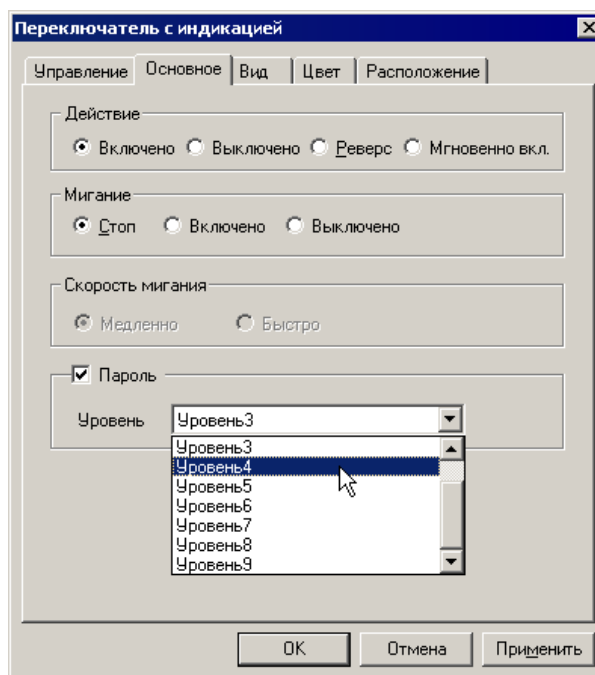 Переключатель с индикацией
Управление Основное Вид Цвет Расположение
Действие
Включено Выключено Реверс Мгновенно вкл.
Мигание
Стоп Включено Выключено
Скорость мигания
Медленно Быстро
Пароль
Уровень Уровень3
Уровень3
Уровень4
Уровень5
Уровень6
Уровень7
Уровень8
Уровень9
OK Отмена Применить